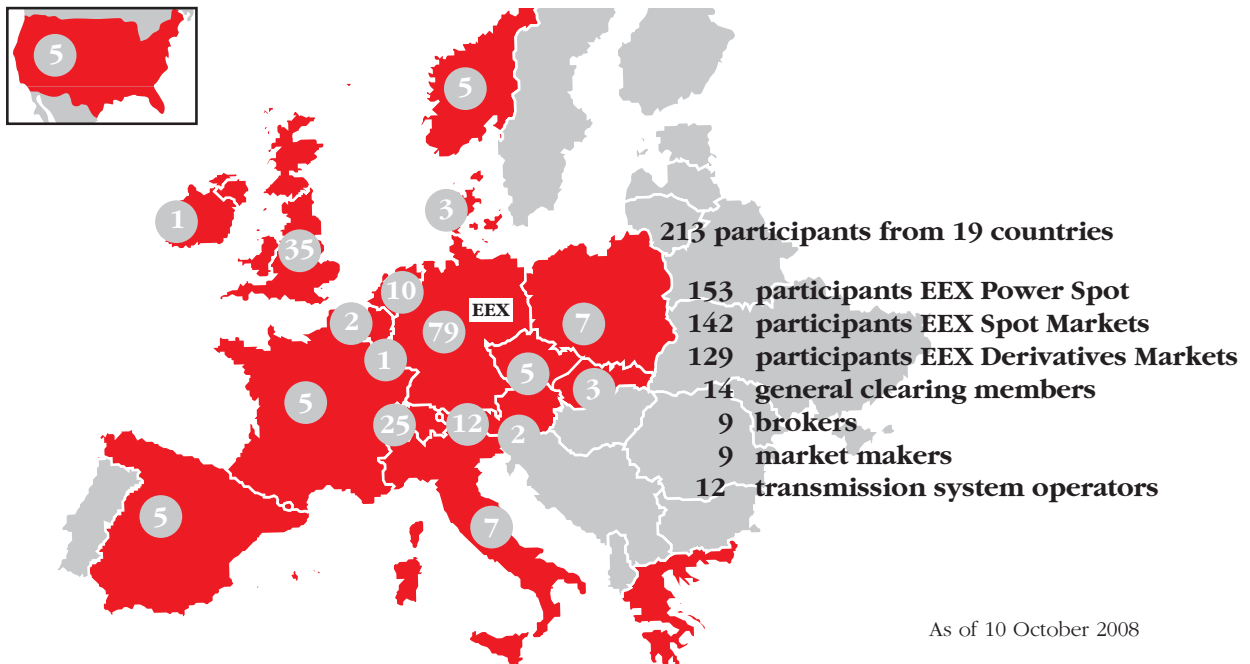 5
5
3
1
35
10
EEX
2
79
7
1
5
3
5
25
12
2
5
7
213 participants from 19 countries
153 participants EEX Power Spot
142 participants EEX Spot Markets
129 participants EEX Derivatives Markets
14 general clearing members
9 brokers
9 market makers
12 transmission system operators
As of 10 October 2008